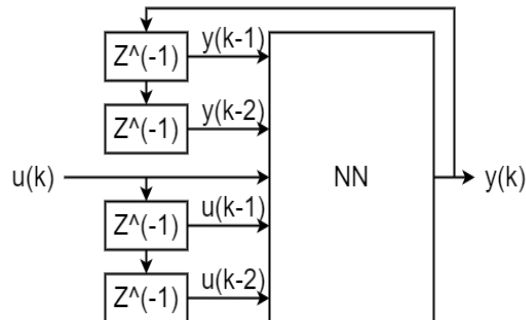 Z^(-1) y(k-1)
Z^(-1) y(k-2)
u(k) NN y(k)
Z^(-1) u(k-1)
Z^(-1) u(k-2)